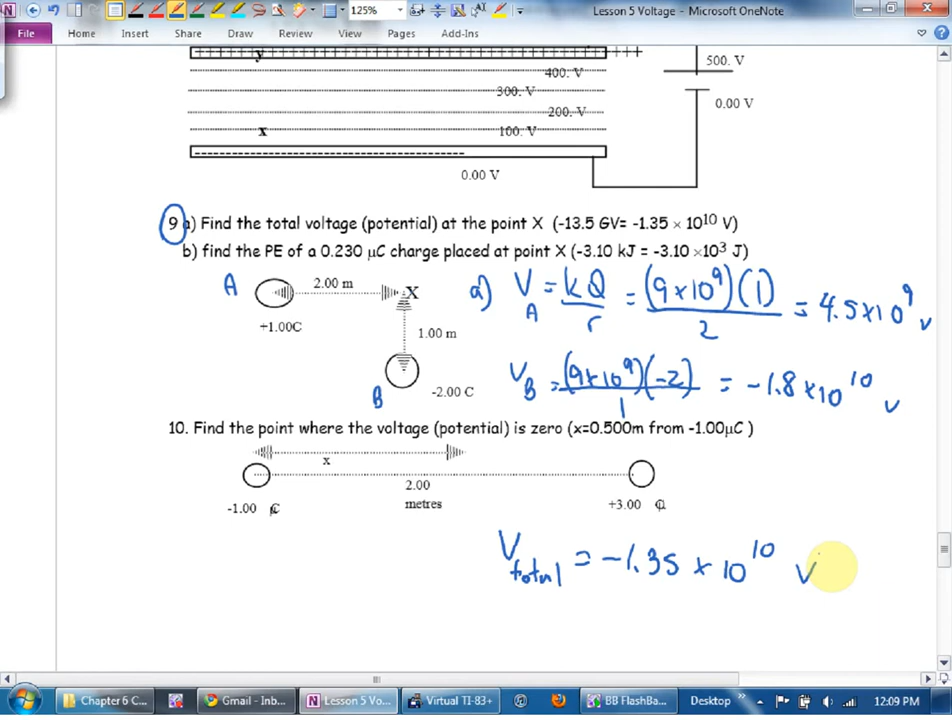 125%
Lesson 5 Voltage - Microsoft OneNote
File Home Insert Share Draw Review View Pages Add-Ins
y +++
400. V
300. V
200. V
x 100. V
0.00 V
500. V
0.00 V
9 a) Find the total voltage (potential) at the point X (-13.5 GV= -1.35 × 10¹⁰ V)
b) find the PE of a 0.230 µC charge placed at point X (-3.10 kJ = -3.10 ×10³ J)
A 2.00 m X
+1.00C
1.00 m
B -2.00 C
a) V_A = kQ/r = (9×10⁹)(1)/2 = 4.5×10⁹ V
V_B = (9×10⁹)(-2)/1 = -1.8×10¹⁰ V
10. Find the point where the voltage (potential) is zero (x=0.500m from -1.00µC )
x
2.00
metres
-1.00 C
+3.00 C
V_total = -1.35 × 10¹⁰ V
Chapter 6 C... Gmail - Inb... Lesson 5 Vo... Virtual TI-83+ BB FlashBa... Desktop 12:09 PM